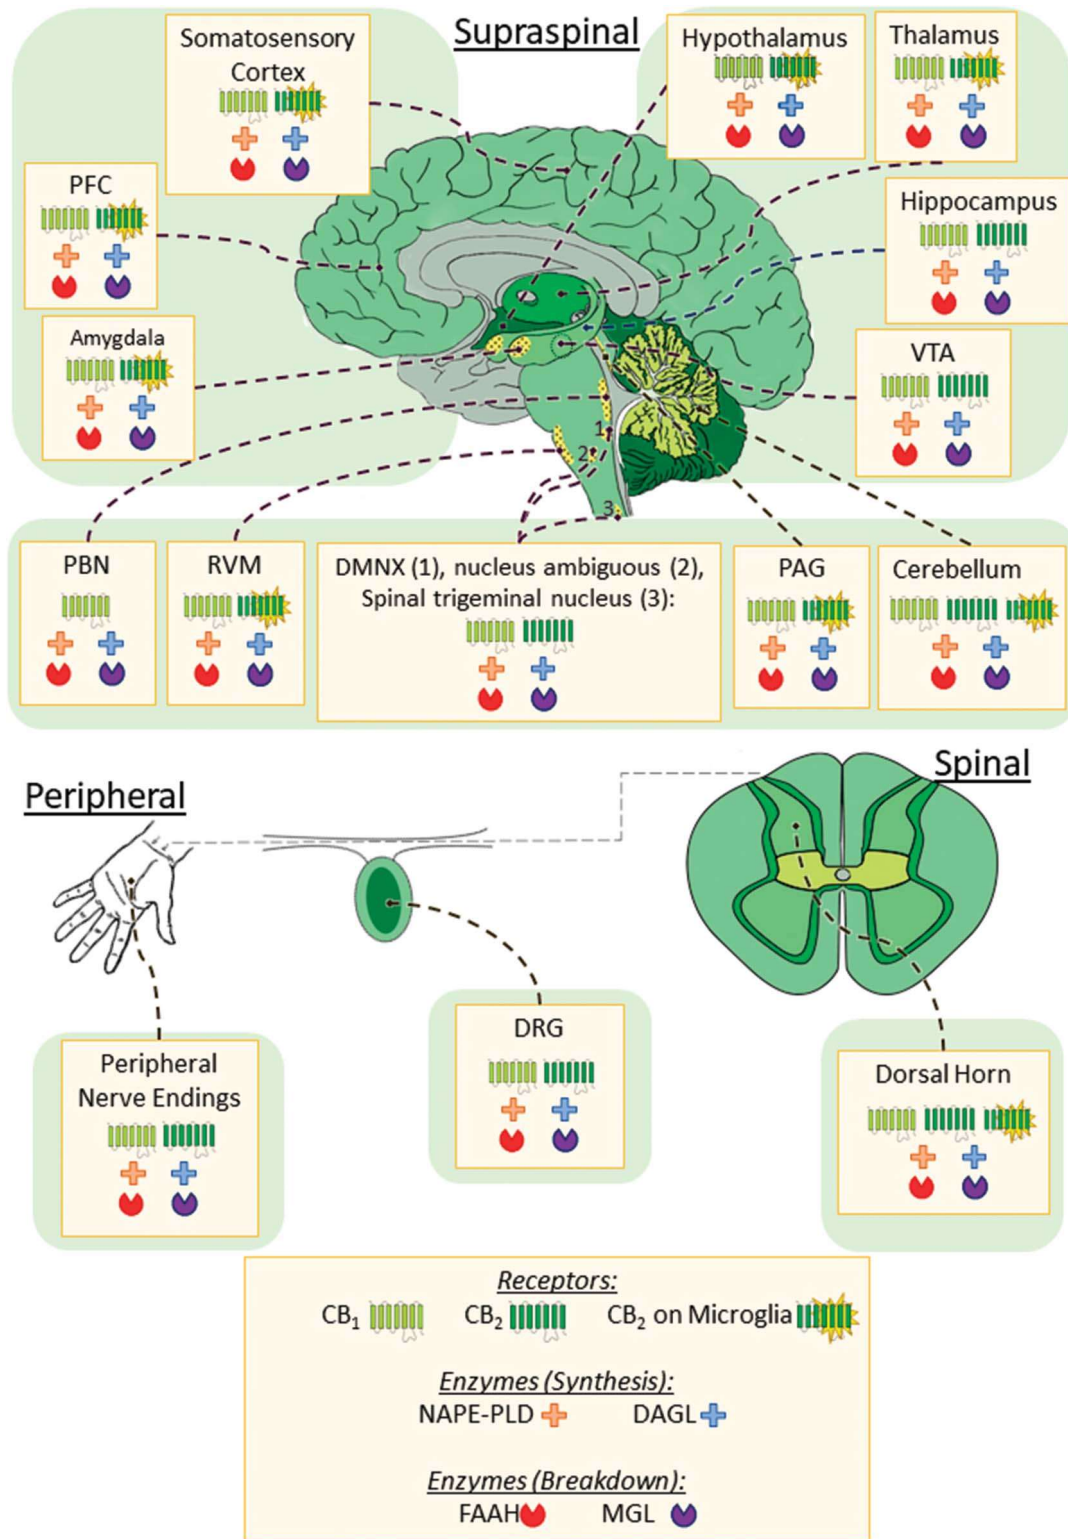 Supraspinal
Somatosensory
Cortex
Hypothalamus
Thalamus
PFC
Hippocampus
Amygdala
VTA
1
2
3
PBN
RVM
DMNX (1), nucleus ambiguous (2),
Spinal trigeminal nucleus (3):
PAG
Cerebellum
Peripheral
Spinal
Peripheral
Nerve Endings
DRG
Dorsal Horn
Receptors:
CB₁ CB₂ CB₂ on Microglia
Enzymes (Synthesis):
NAPE-PLD DAGL
Enzymes (Breakdown):
FAAH MGL